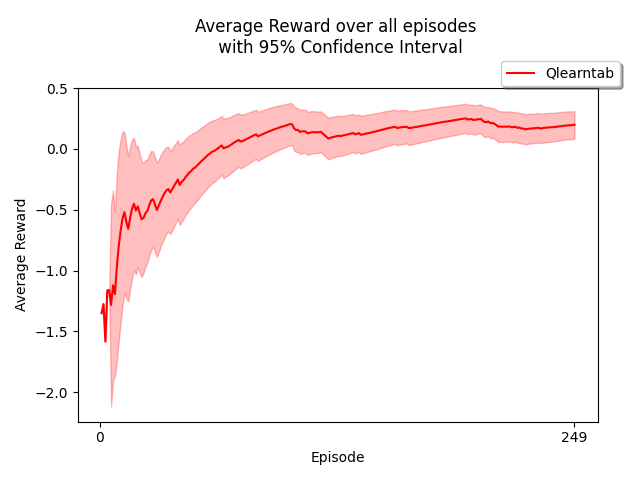 Average Reward over all episodes
with 95% Confidence Interval
Qlearntab
0.5
0.0
−0.5
−1.0
−1.5
−2.0
Average Reward
0
249
Episode